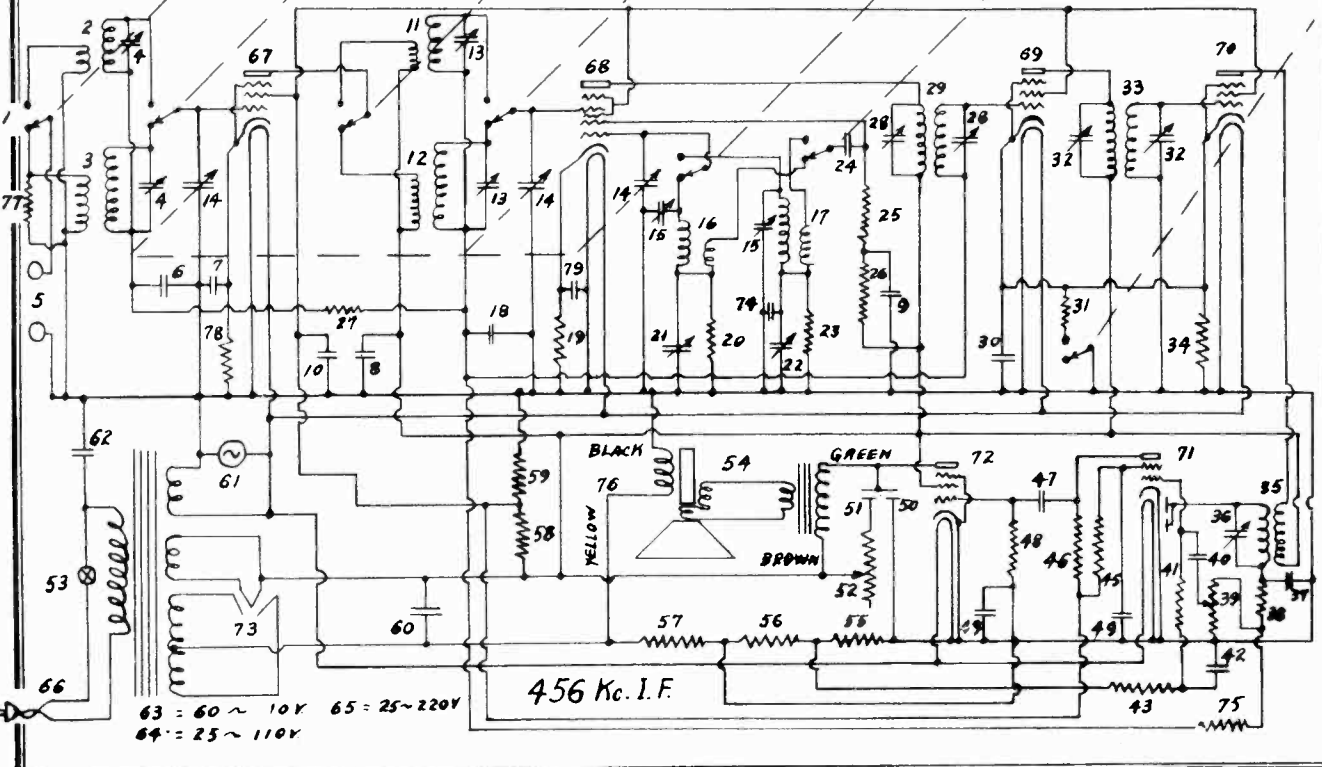 2 4 67 11 13 68 69 70
29 33
28 28 32 32
3 4 14 12 13 14 14 24
77 16 17 15 25
15 26
6 7 79 74 9
5 27 18 31
78 10 8 19 21 20 22 23 30 34
62
BLACK 54 GREEN 72 71
61 59 76 47 35
51 50 36
58 YELLOW 48 46 45 40
53 BROWN 41 39 37
52 38
73 60 57 56 55 49 49
42
66 456 Kc. I.F. 43
63 = 60 ~ 110V 65 = 25~220V 75
64 = 25 ~ 110V